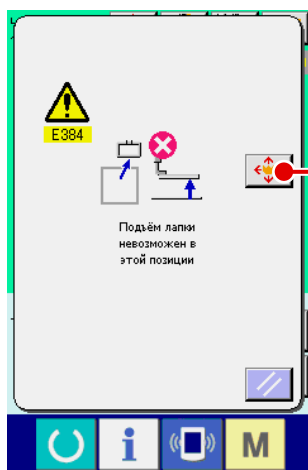 E384
Подъём лапки
невозможен в
этой позиции
M